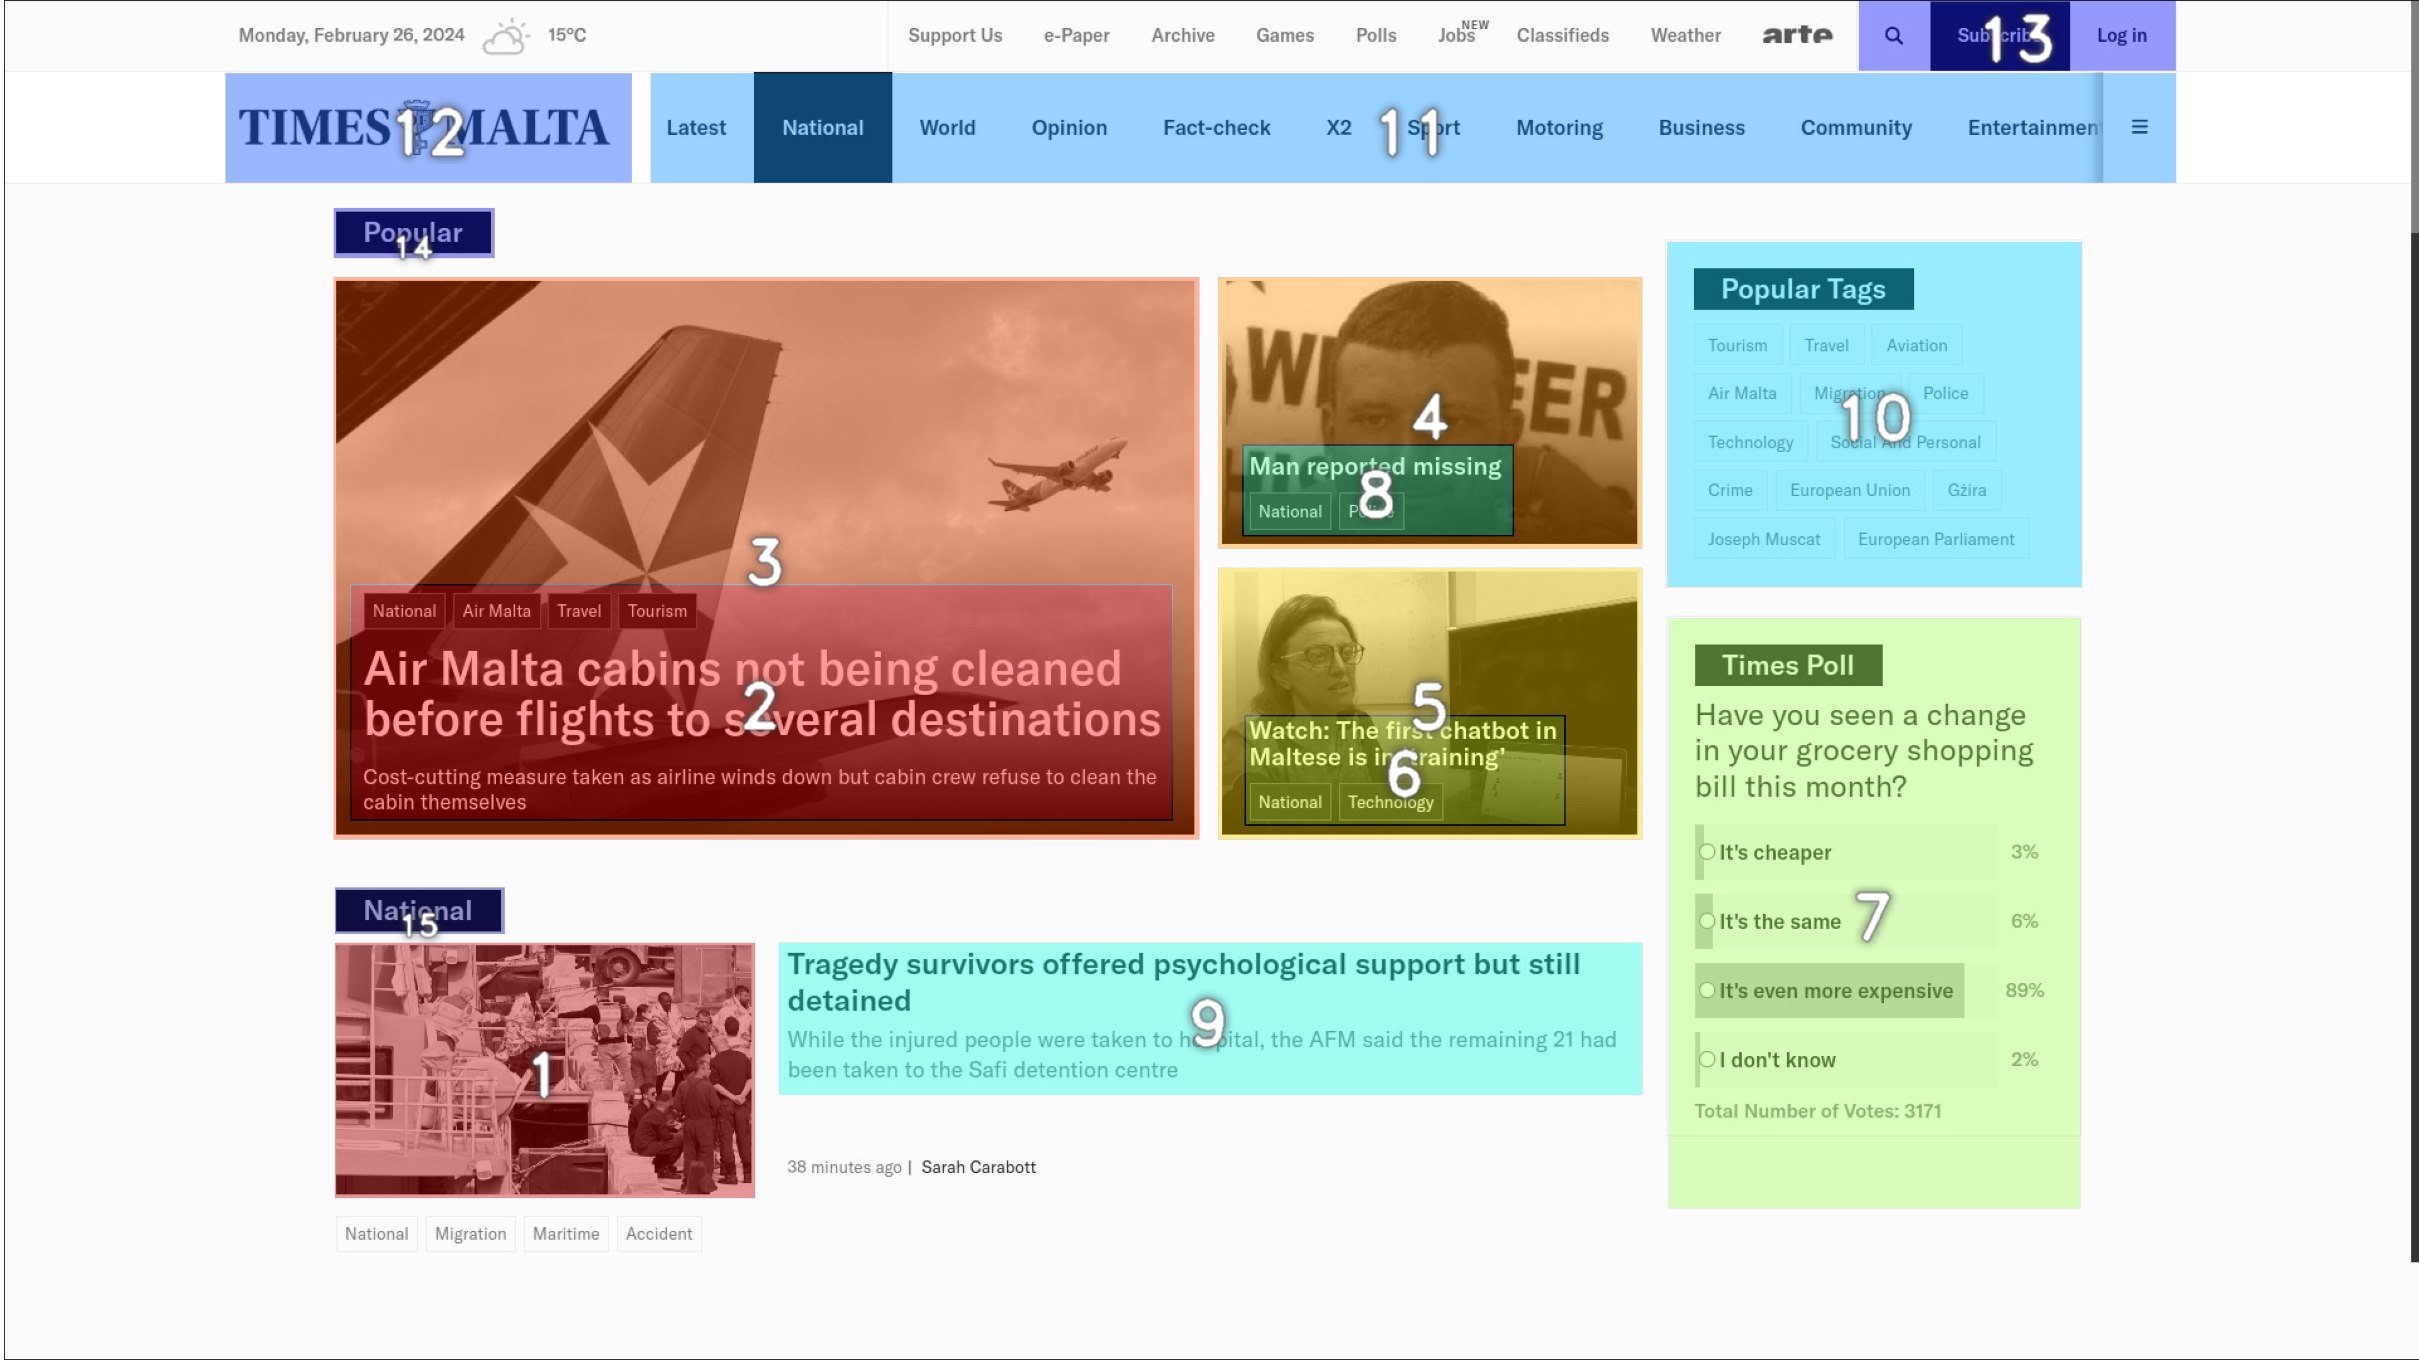 Monday, February 26, 2024 15°C Support Us e-Paper Archive Games Polls Jobs NEW Classifieds Weather arte Subscribe 13 Log in
TIMES OF MALTA 12 Latest National World Opinion Fact-check X2 11 Sport Motoring Business Community Entertainment ☰
Popular
14
WE
EER
4
Man reported missing
8
National Police
3
National Air Malta Travel Tourism
Air Malta cabins not being cleaned
2
before flights to several destinations
Cost-cutting measure taken as airline winds down but cabin crew refuse to clean the
cabin themselves
5
Watch: The first chatbot in
Maltese is in 'training'
6
National Technology
Popular Tags
Tourism Travel Aviation
Air Malta Migration Police
10
Technology Social And Personal
Crime European Union Gżira
Joseph Muscat European Parliament
Times Poll
Have you seen a change
in your grocery shopping
bill this month?
It's cheaper 3%
It's the same 7 6%
It's even more expensive 89%
I don't know 2%
Total Number of Votes: 3171
National
15
1
Tragedy survivors offered psychological support but still
detained
9
While the injured people were taken to hospital, the AFM said the remaining 21 had
been taken to the Safi detention centre
38 minutes ago | Sarah Carabott
National Migration Maritime Accident